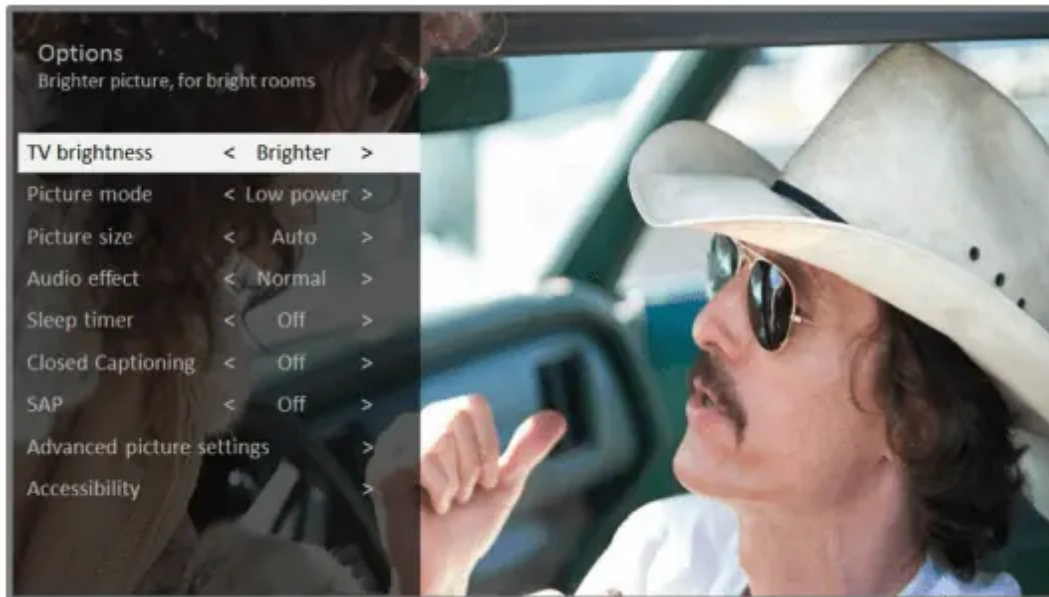 Options
Brighter picture, for bright rooms
TV brightness < Brighter >
Picture mode < Low power >
Picture size < Auto >
Audio effect < Normal >
Sleep timer < Off >
Closed Captioning < Off >
SAP < Off >
Advanced picture settings >
Accessibility >